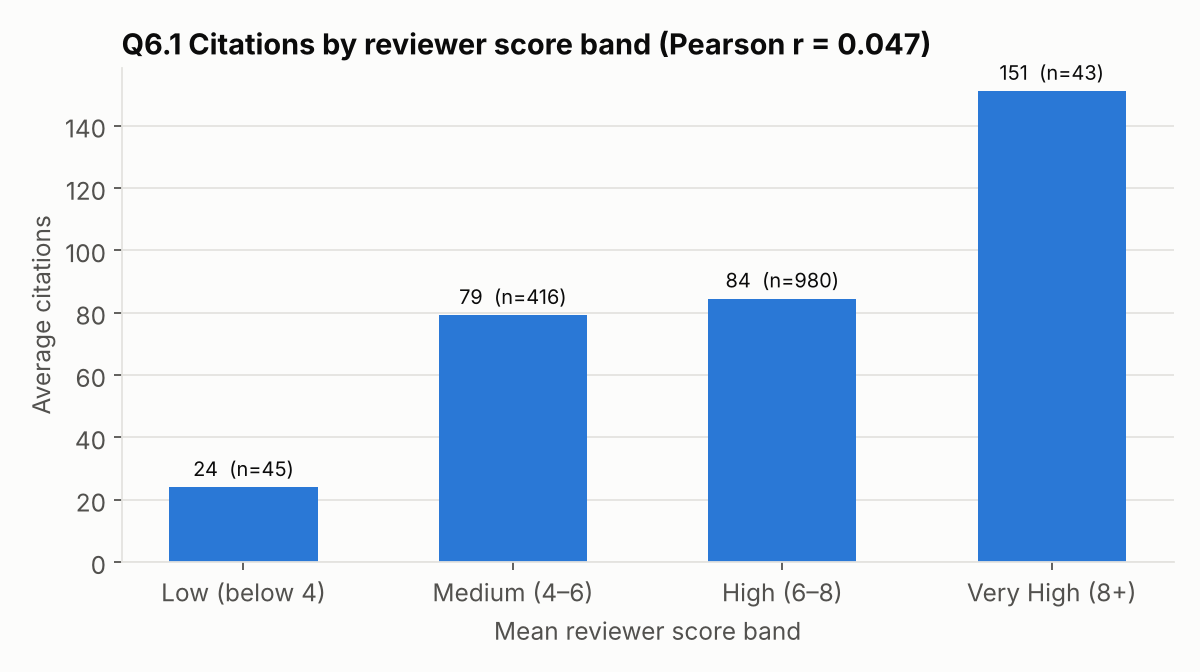 Q6.1 Citations by reviewer score band (Pearson r = 0.047)
151 (n=43)
140
120
100
84 (n=980)
79 (n=416)
80
60
40
24 (n=45)
20
0
Average citations
Low (below 4)
Medium (4–6)
High (6–8)
Very High (8+)
Mean reviewer score band